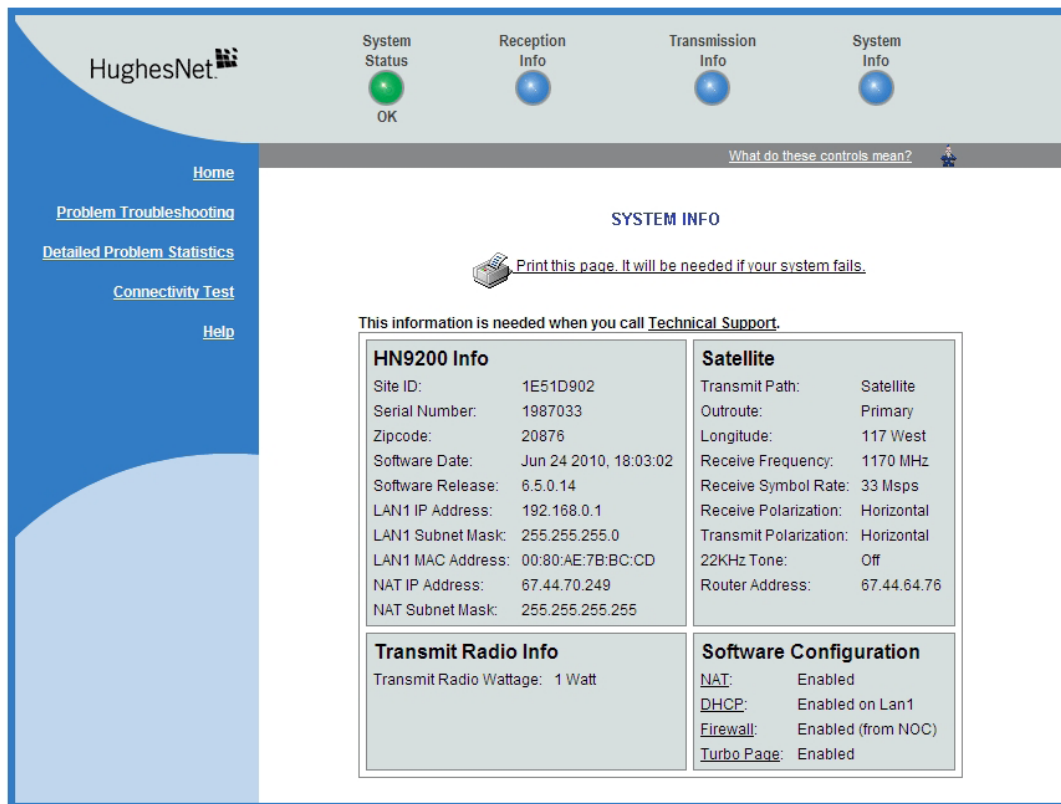 HughesNet.
System Status
OK
Reception Info
Transmission Info
System Info
What do these controls mean?
Home
Problem Troubleshooting
Detailed Problem Statistics
Connectivity Test
Help
SYSTEM INFO
Print this page. It will be needed if your system fails.
This information is needed when you call Technical Support.
HN9200 Info
Site ID: 1E51D902
Serial Number: 1987033
Zipcode: 20876
Software Date: Jun 24 2010, 18:03:02
Software Release: 6.5.0.14
LAN1 IP Address: 192.168.0.1
LAN1 Subnet Mask: 255.255.255.0
LAN1 MAC Address: 00:80:AE:7B:BC:CD
NAT IP Address: 67.44.70.249
NAT Subnet Mask: 255.255.255.255
Satellite
Transmit Path: Satellite
Outroute: Primary
Longitude: 117 West
Receive Frequency: 1170 MHz
Receive Symbol Rate: 33 Msps
Receive Polarization: Horizontal
Transmit Polarization: Horizontal
22KHz Tone: Off
Router Address: 67.44.64.76
Transmit Radio Info
Transmit Radio Wattage: 1 Watt
Software Configuration
NAT: Enabled
DHCP: Enabled on Lan1
Firewall: Enabled (from NOC)
Turbo Page: Enabled